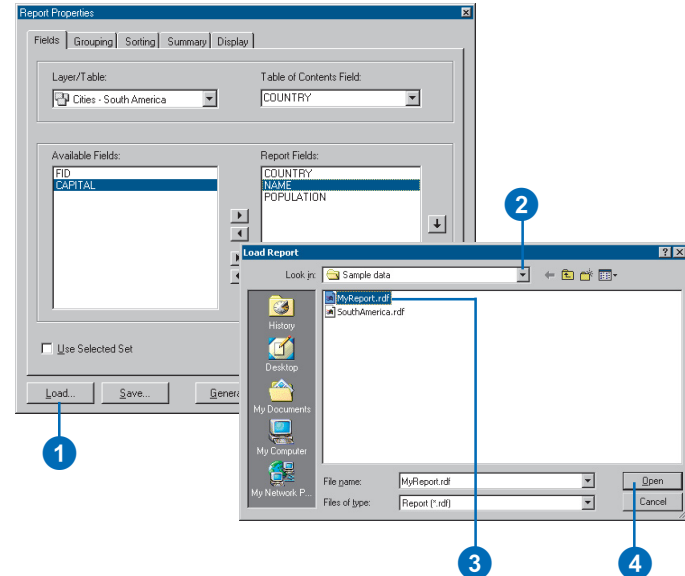 Report Properties
Fields Grouping Sorting Summary Display
Layer/Table:
Cities - South America
Table of Contents Field:
COUNTRY
Available Fields:
FID
CAPITAL
Report Fields:
COUNTRY
NAME
POPULATION
Use Selected Set
Load... Save... Genera
1
2
Load Report
Look in: Sample data
MyReport.rdf
SouthAmerica.rdf
History
Desktop
My Documents
My Computer
My Network P...
File name: MyReport.rdf Open
Files of type: Report (*.rdf) Cancel
3
4